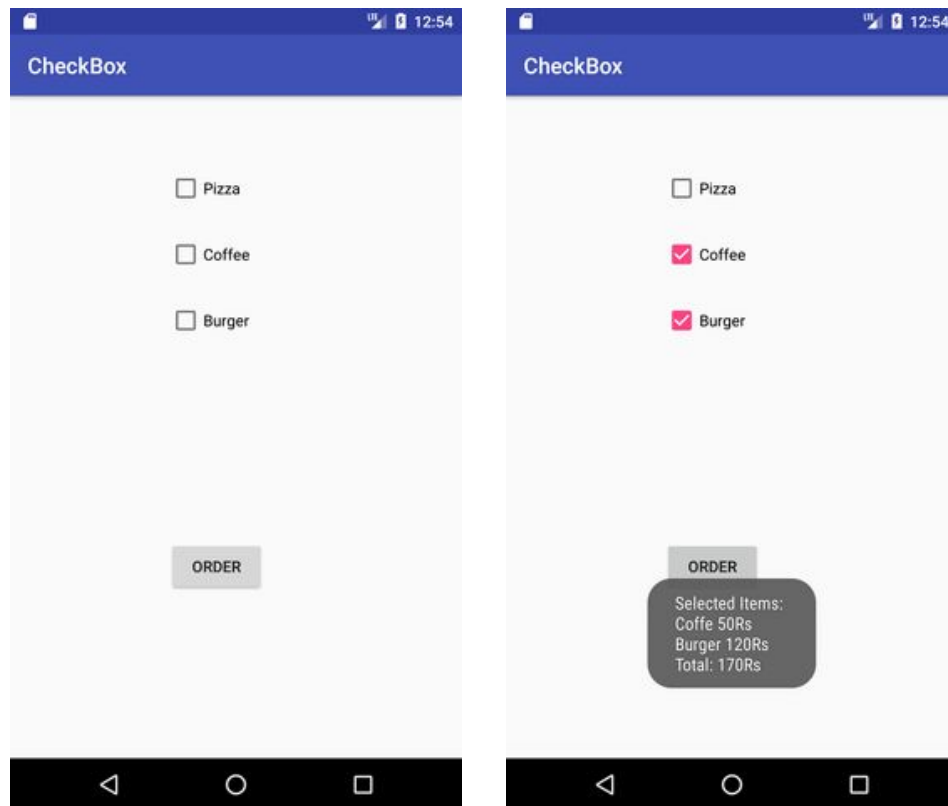 12:54
CheckBox
Pizza
Coffee
Burger
ORDER
12:54
CheckBox
Pizza
Coffee
Burger
ORDER
Selected Items:
Coffe 50Rs
Burger 120Rs
Total: 170Rs